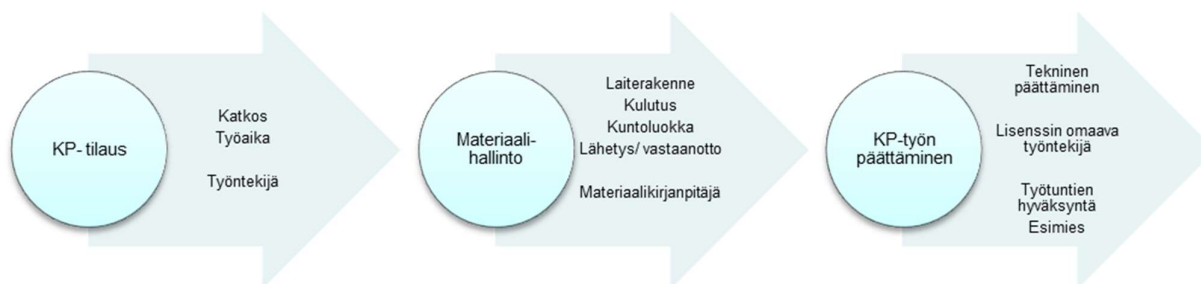 KP- tilaus
Katkos
Työaika
Työntekijä
Materiaali-
hallinto
Laiterakenne
Kulutus
Kuntoluokka
Lähetys/ vastaanotto
Materiaalikirjanpitäjä
KP-työn
päättäminen
Tekninen
päättäminen
Lisenssin omaava
työntekijä
Työtuntien
hyväksyntä
Esimies